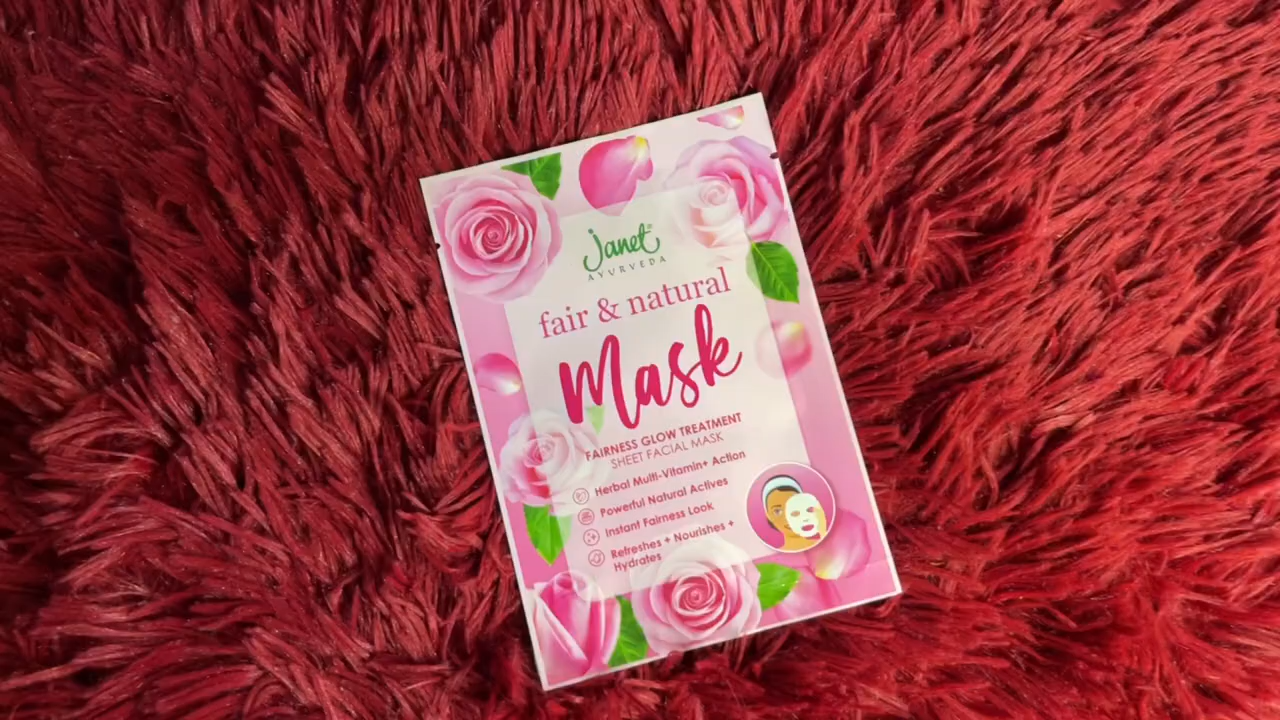 Janet®
AYURVEDA
fair & natural
Mask
FAIRNESS GLOW TREATMENT
SHEET FACIAL MASK
Herbal Multi-Vitamin+ Action
Powerful Natural Actives
Instant Fairness Look
Refreshes + Nourishes +
Hydrates